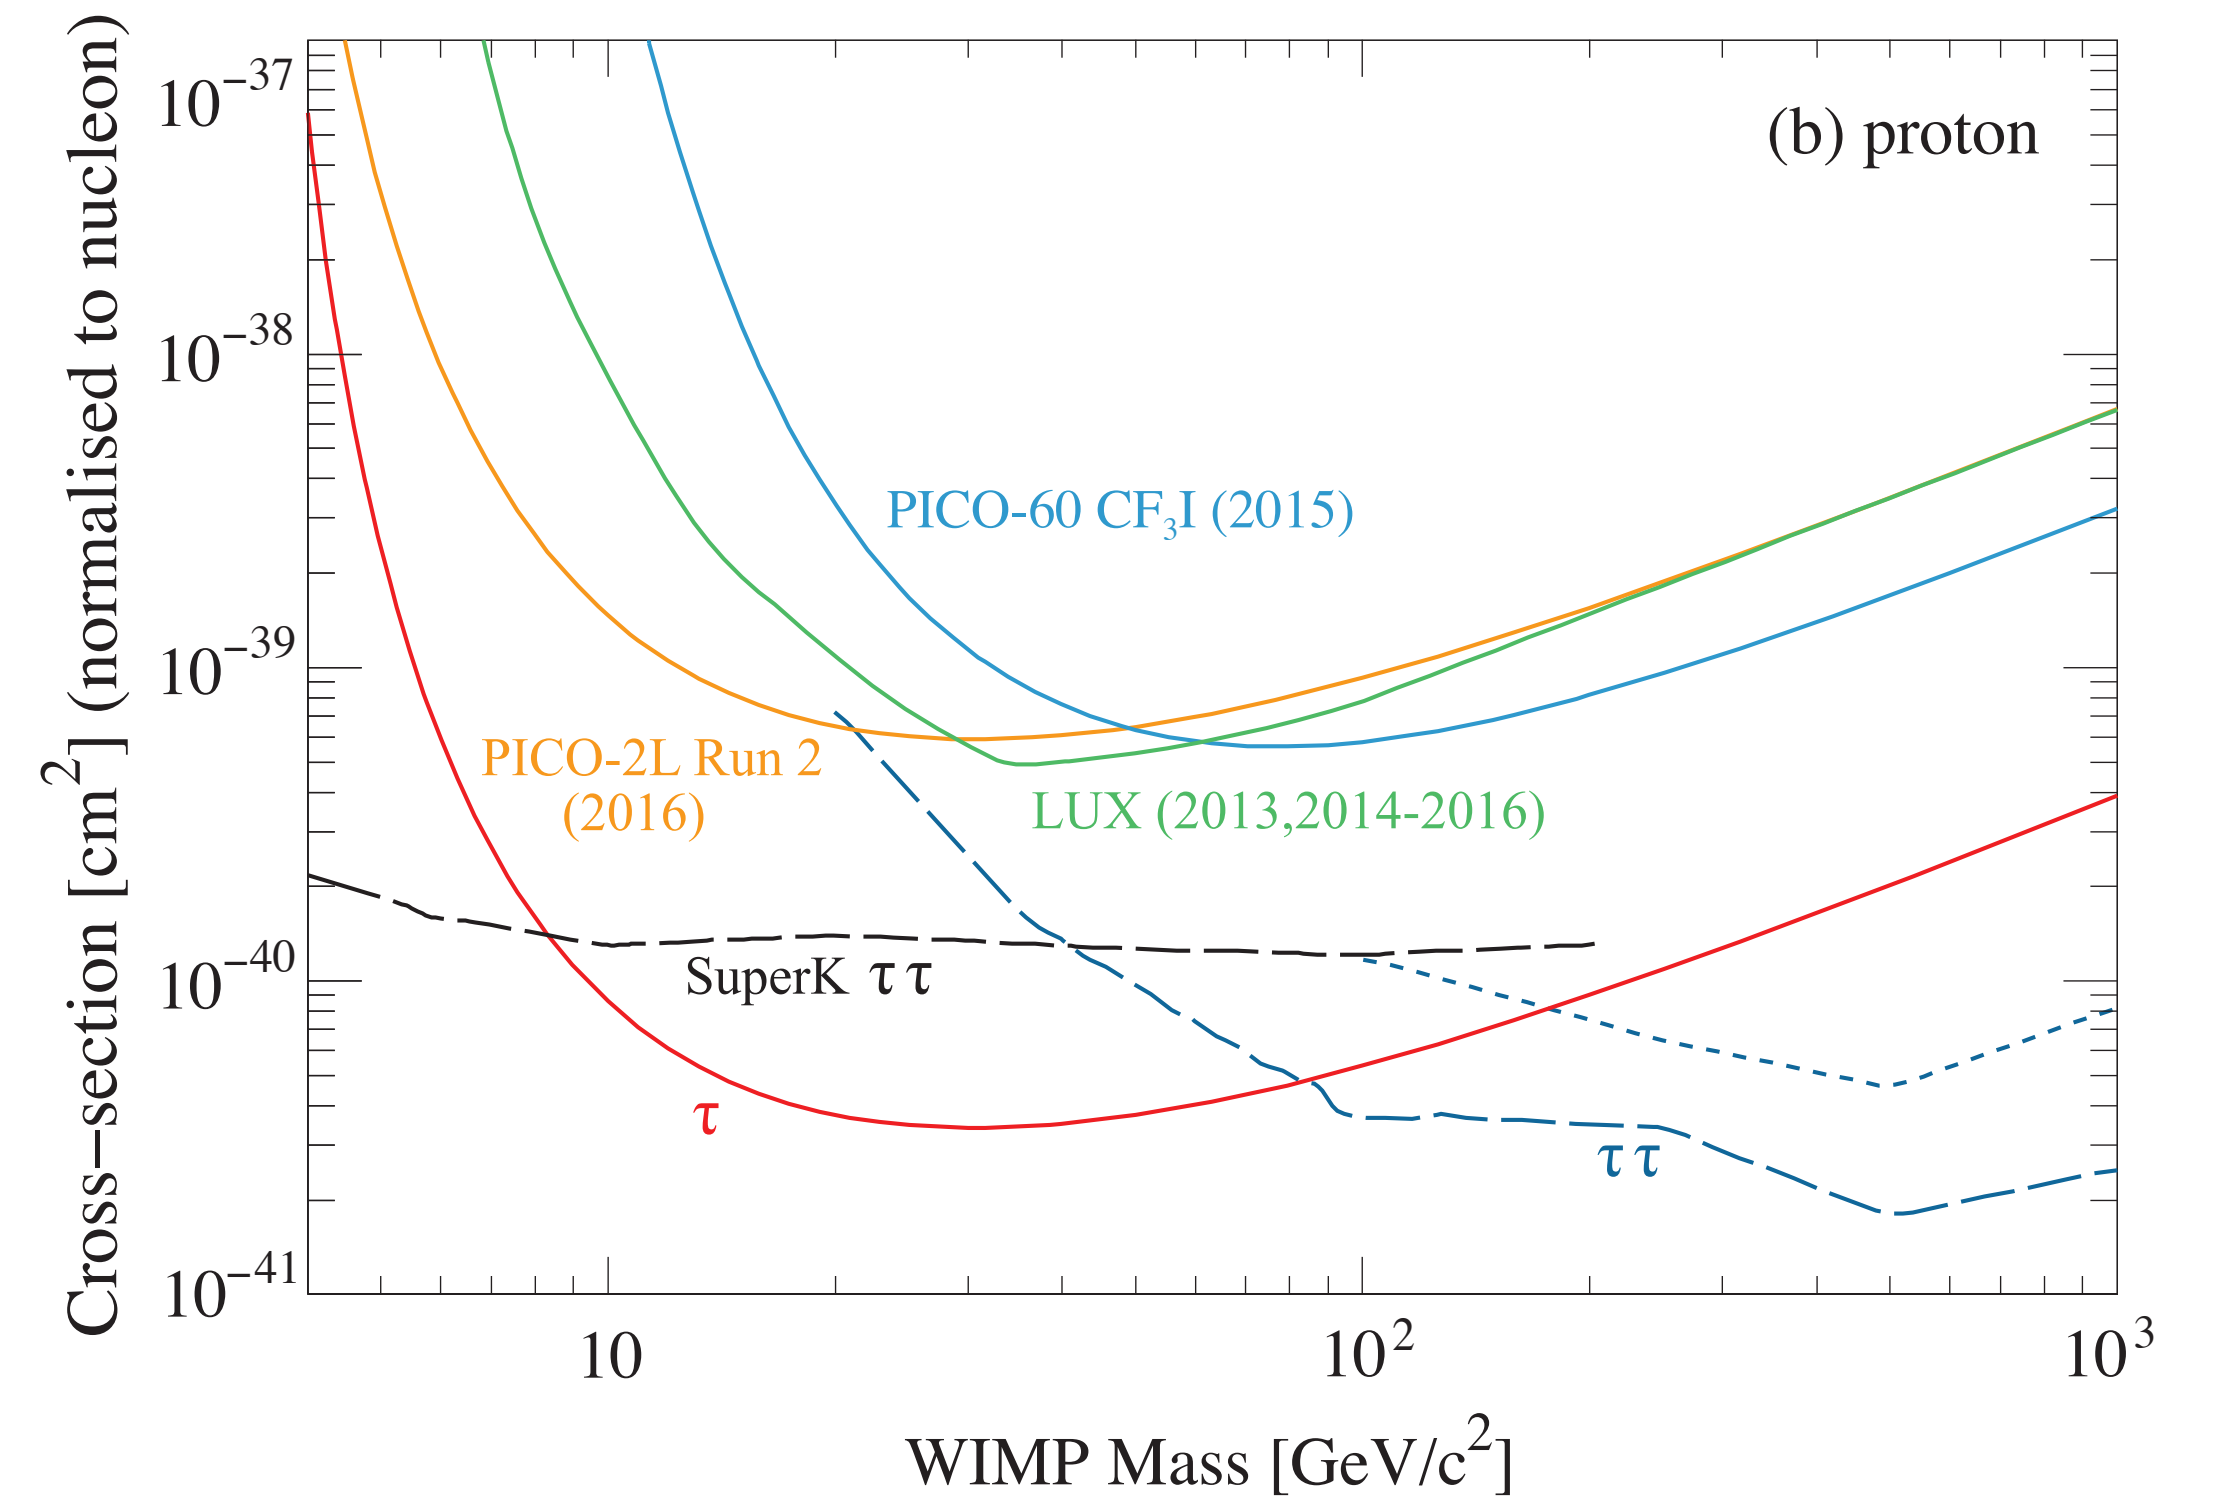 Cross−section [cm²] (normalised to nucleon)
10⁻³⁷
(b) proton
10⁻³⁸
PICO-60 CF₃I (2015)
10⁻³⁹
PICO-2L Run 2
(2016)
LUX (2013,2014-2016)
10⁻⁴⁰
SuperK ττ
τ
ττ
10⁻⁴¹
10
10²
10³
WIMP Mass [GeV/c²]